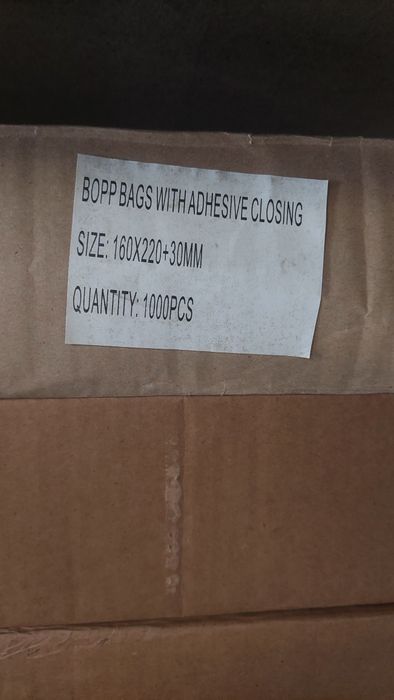 BOPP BAGS WITH ADHESIVE CLOSING
SIZE: 160X220+30MM
QUANTITY: 1000PCS